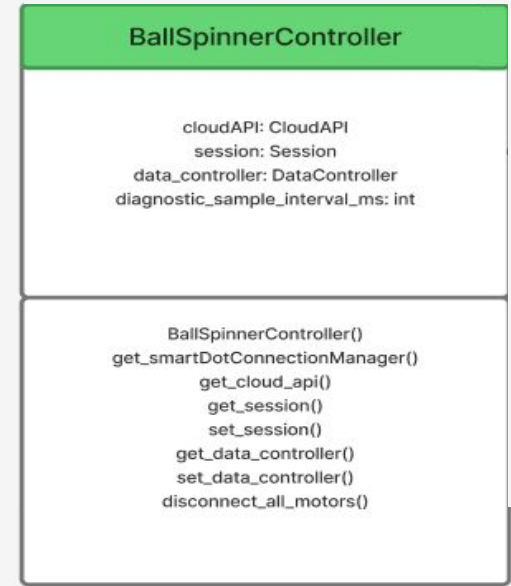 BallSpinnerController
cloudAPI: CloudAPI
session: Session
data_controller: DataController
diagnostic_sample_interval_ms: int
BallSpinnerController()
get_smartDotConnectionManager()
get_cloud_api()
get_session()
set_session()
get_data_controller()
set_data_controller()
disconnect_all_motors()